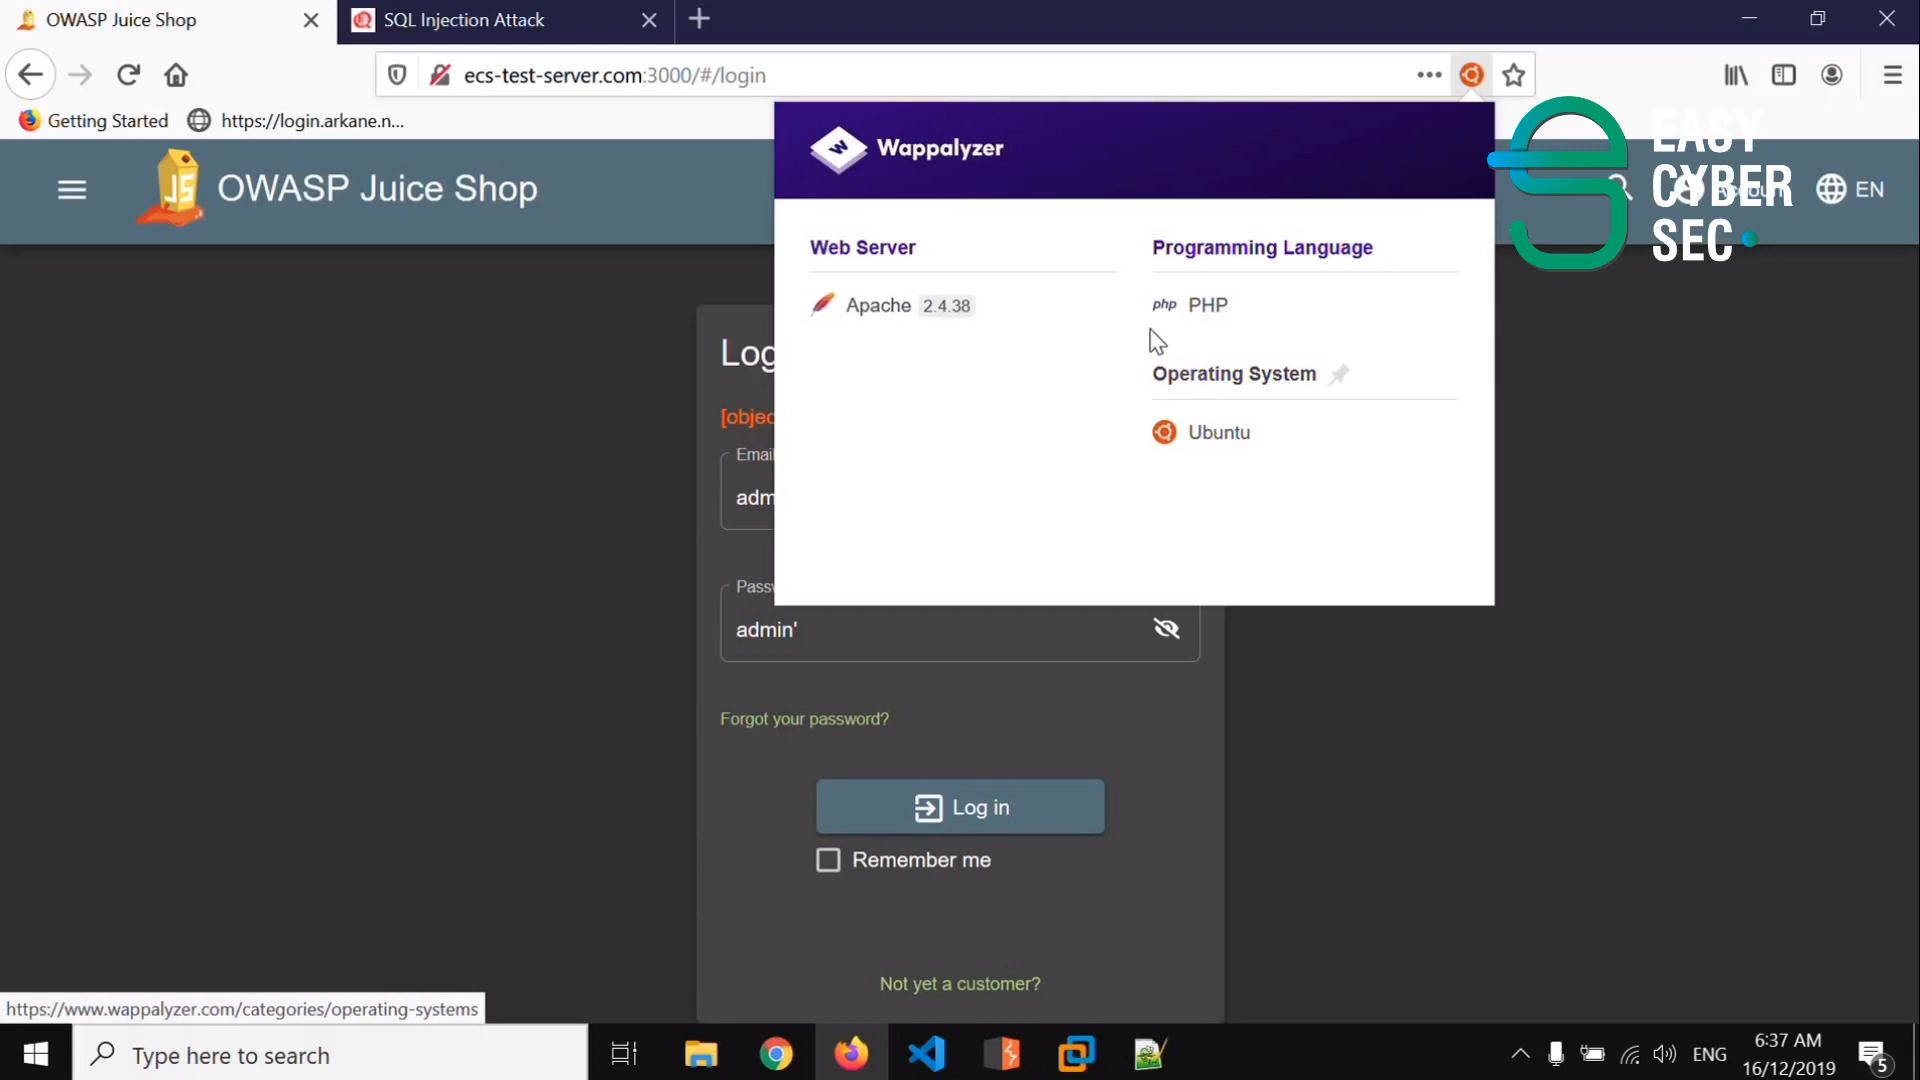 OWASP Juice Shop
SQL Injection Attack
ecs-test-server.com:3000/#/login
Getting Started
https://login.arkane.n...
OWASP Juice Shop
EN
EASY
CYBER
SEC
W
Wappalyzer
Web Server
Programming Language
Apache 2.4.38
php PHP
Operating System
Ubuntu
JS
Log
[objec
Email
adm
Passw
admin'
Forgot your password?
Log in
Remember me
Not yet a customer?
https://www.wappalyzer.com/categories/operating-systems
Type here to search
ENG
6:37 AM
16/12/2019
5